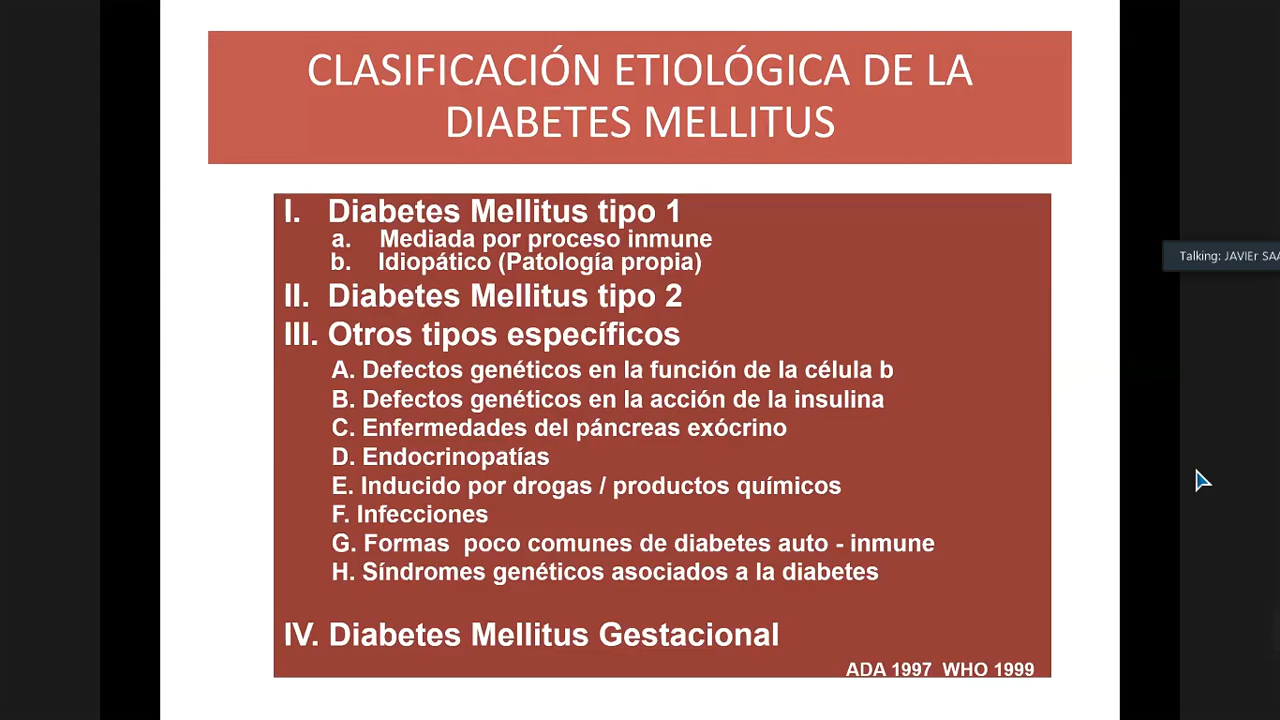 CLASIFICACIÓN ETIOLÓGICA DE LA
DIABETES MELLITUS
I. Diabetes Mellitus tipo 1
a. Mediada por proceso inmune
b. Idiopático (Patología propia)
II. Diabetes Mellitus tipo 2
III. Otros tipos específicos
A. Defectos genéticos en la función de la célula b
B. Defectos genéticos en la acción de la insulina
C. Enfermedades del páncreas exócrino
D. Endocrinopatías
E. Inducido por drogas / productos químicos
F. Infecciones
G. Formas poco comunes de diabetes auto - inmune
H. Síndromes genéticos asociados a la diabetes
IV. Diabetes Mellitus Gestacional
ADA 1997 WHO 1999
Talking: JAVIEr